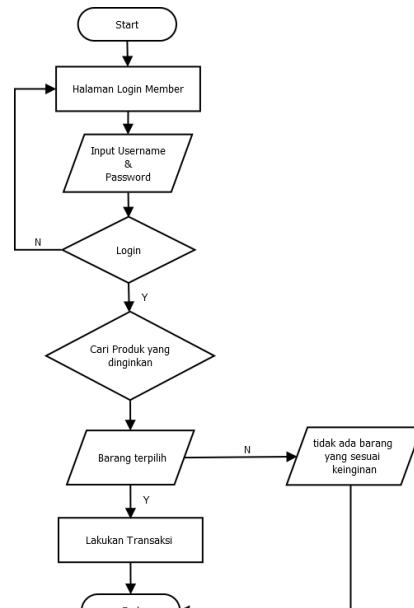 Start
Halaman Login Member
Input Username
&
Password
Login
N
Y
Cari Produk yang
dinginkan
Barang terpilih
N
tidak ada barang
yang sesuai
keinginan
Y
Lakukan Transaksi